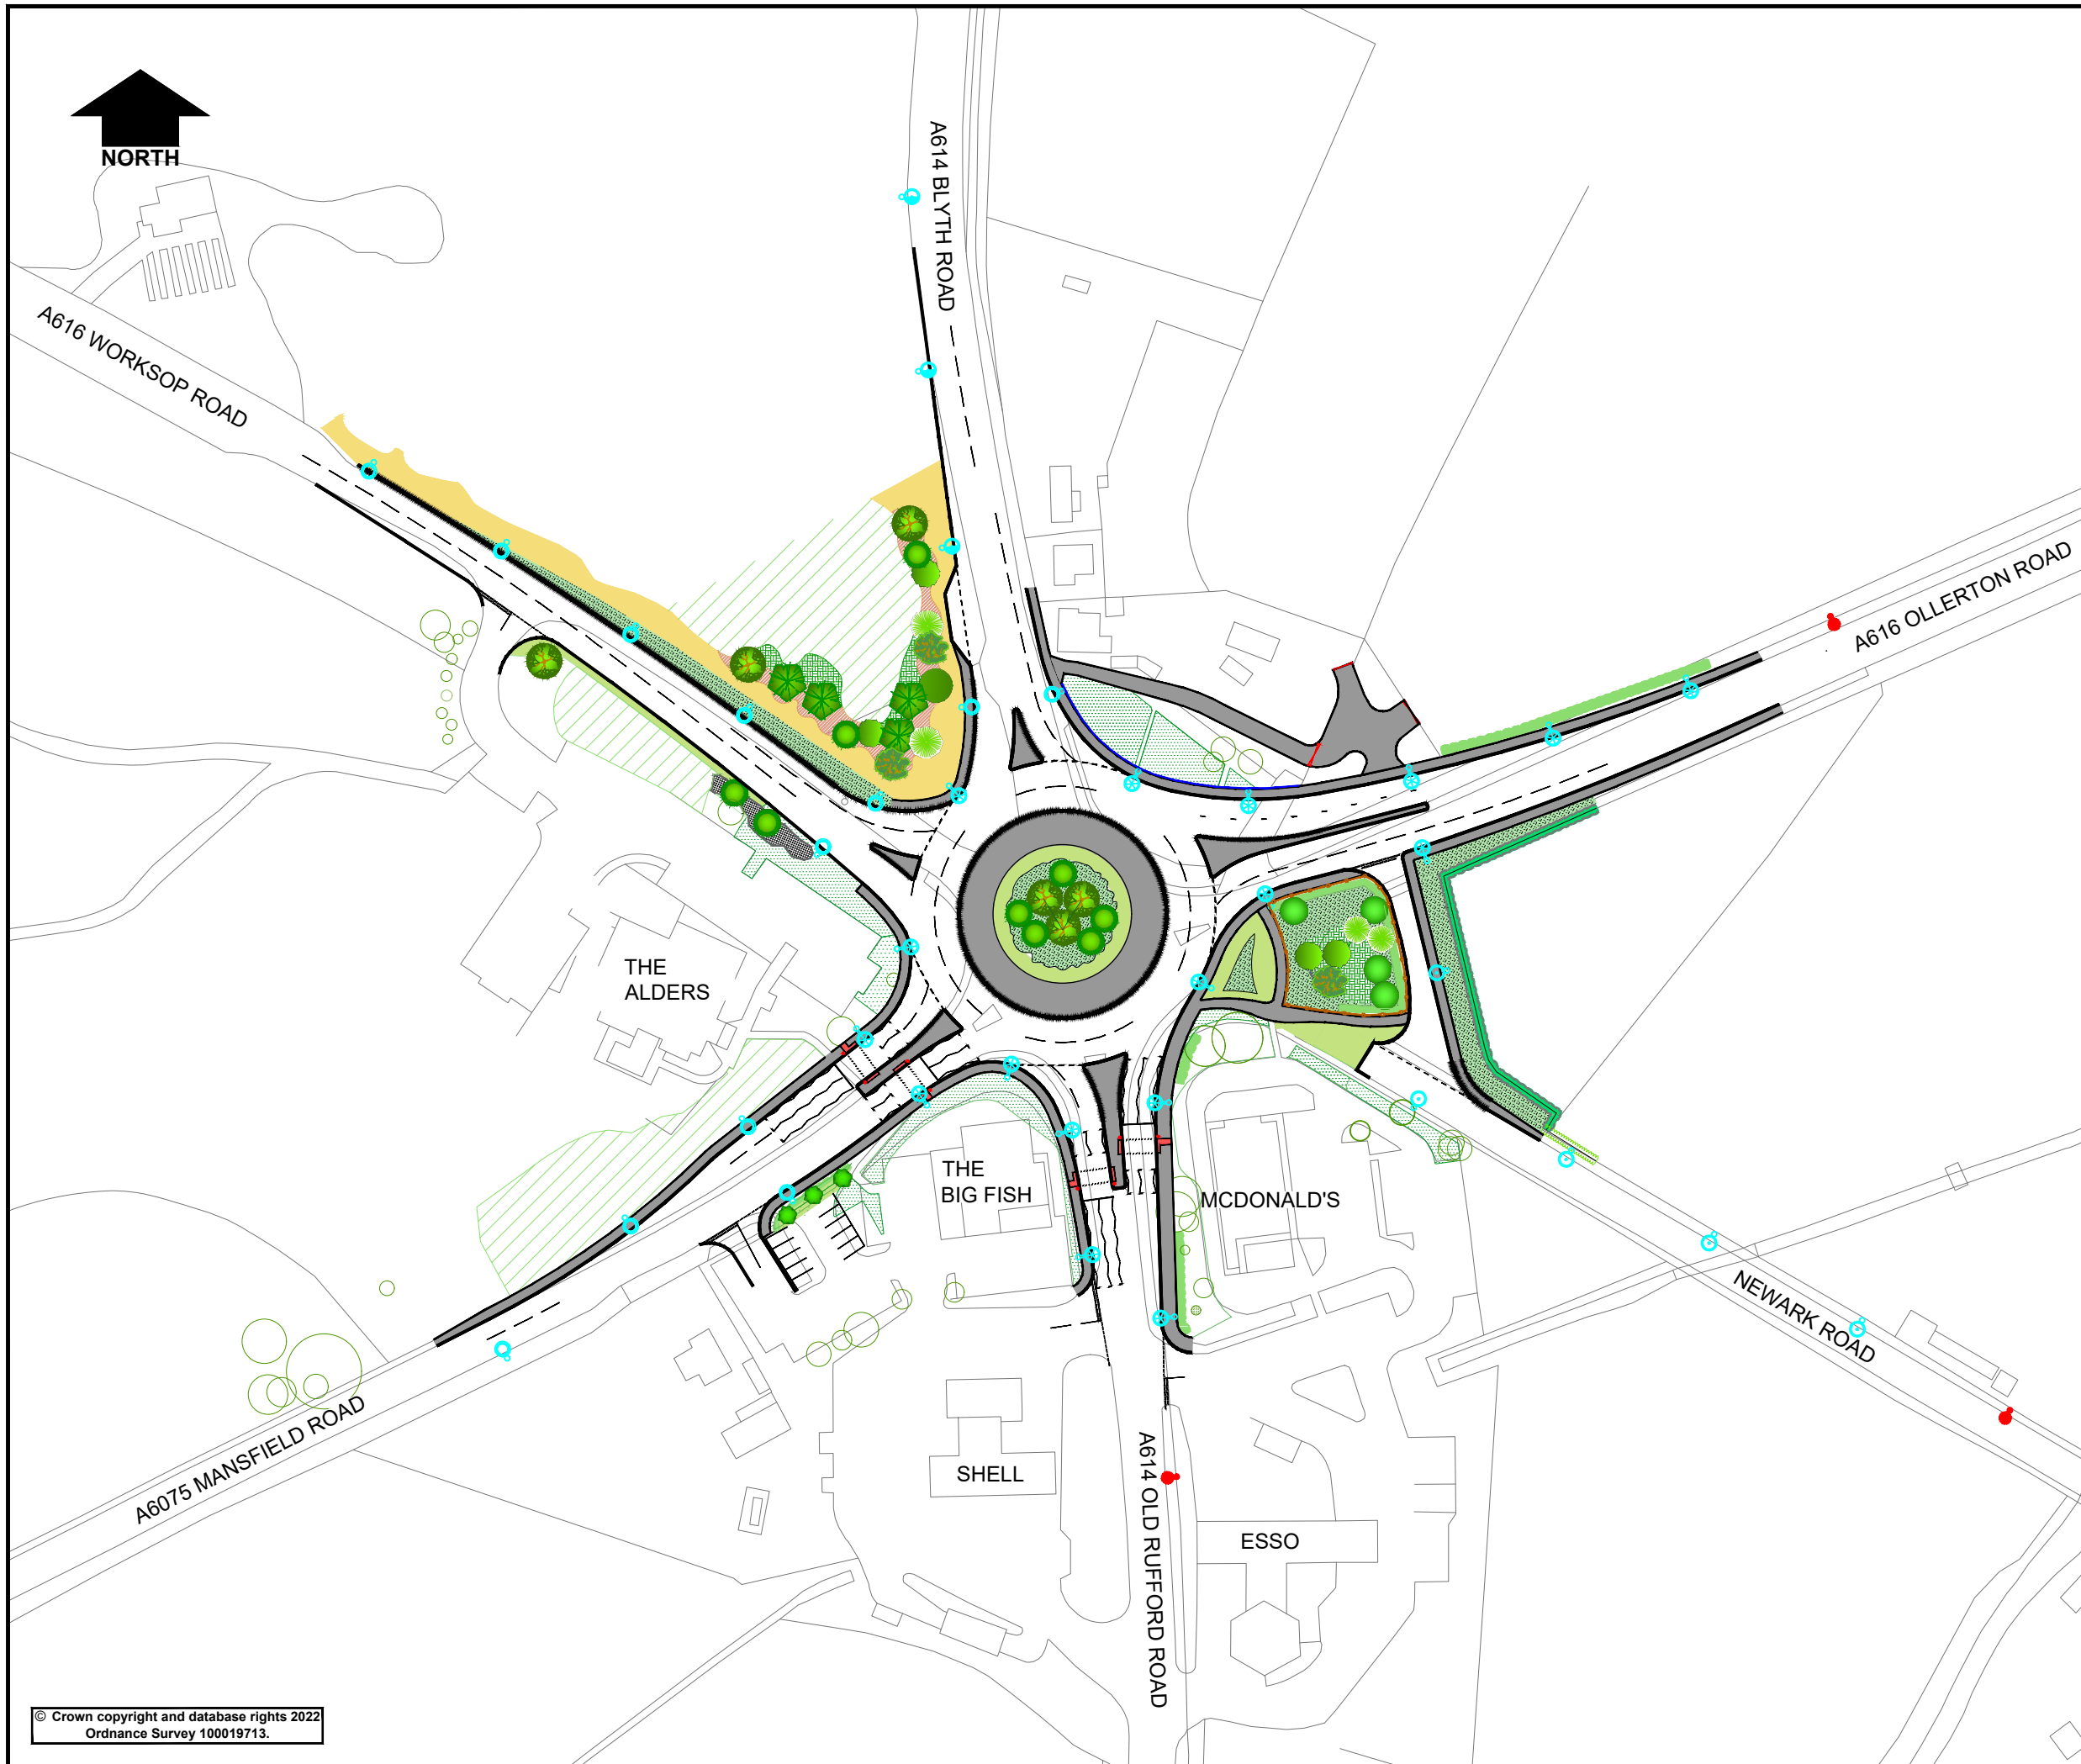 NORTH
A614 BLYTH ROAD
A616 WORKSOP ROAD
A616 OLLERTON ROAD
THE
ALDERS
THE
BIG FISH
MCDONALD'S
NEWARK ROAD
A6075 MANSFIELD ROAD
SHELL
A614 OLD RUFFORD ROAD
ESSO
© Crown copyright and database rights 2022
Ordnance Survey 100019713.